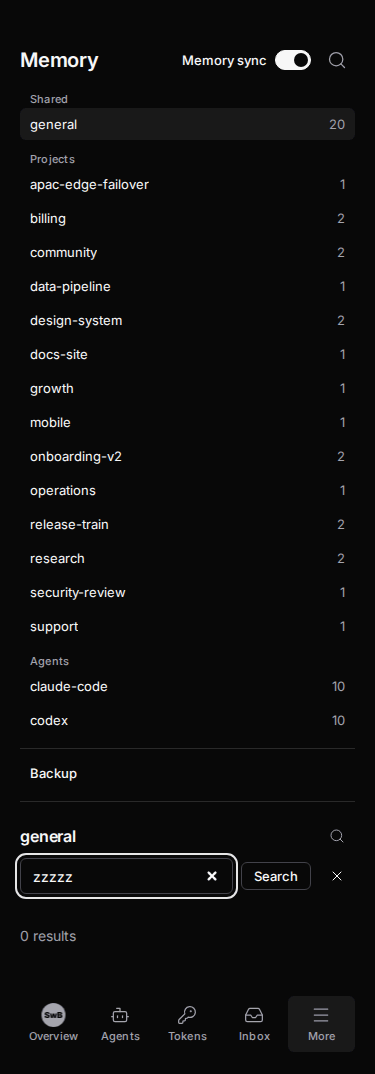 Memory
Memory sync
Shared
general 20
Projects
apac-edge-failover 1
billing 2
community 2
data-pipeline 1
design-system 2
docs-site 1
growth 1
mobile 1
onboarding-v2 2
operations 1
release-train 2
research 2
security-review 1
support 1
Agents
claude-code 10
codex 10
Backup
general
zzzzz
Search
0 results
SwB
Overview Agents Tokens Inbox More